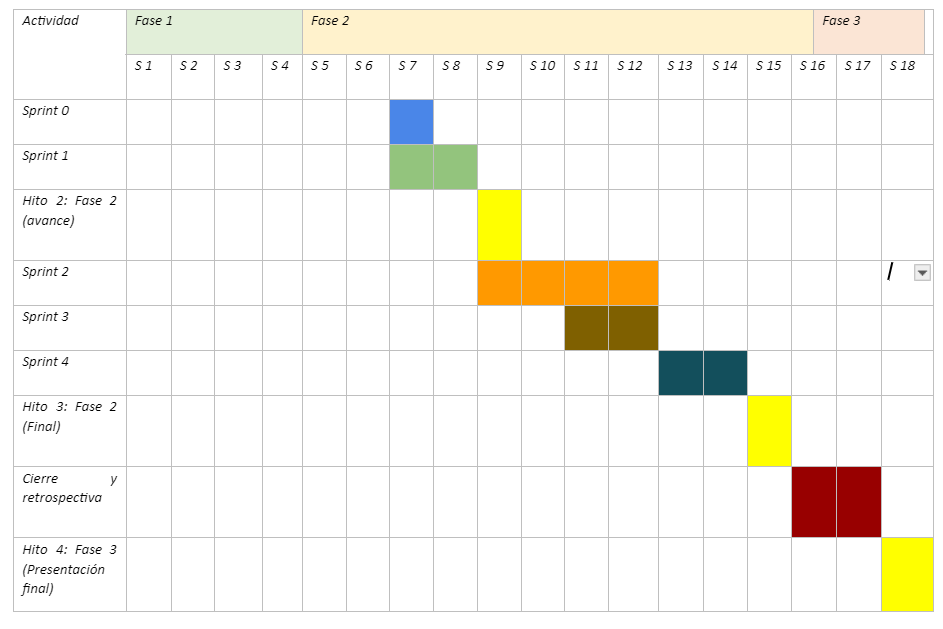 Actividad Fase 1 Fase 2 Fase 3
S 1 S 2 S 3 S 4 S 5 S 6 S 7 S 8 S 9 S 10 S 11 S 12 S 13 S 14 S 15 S 16 S 17 S 18
Sprint 0
Sprint 1
Hito 2: Fase 2
(avance)
Sprint 2
Sprint 3
Sprint 4
Hito 3: Fase 2
(Final)
Cierre y
retrospectiva
Hito 4: Fase 3
(Presentación
final)